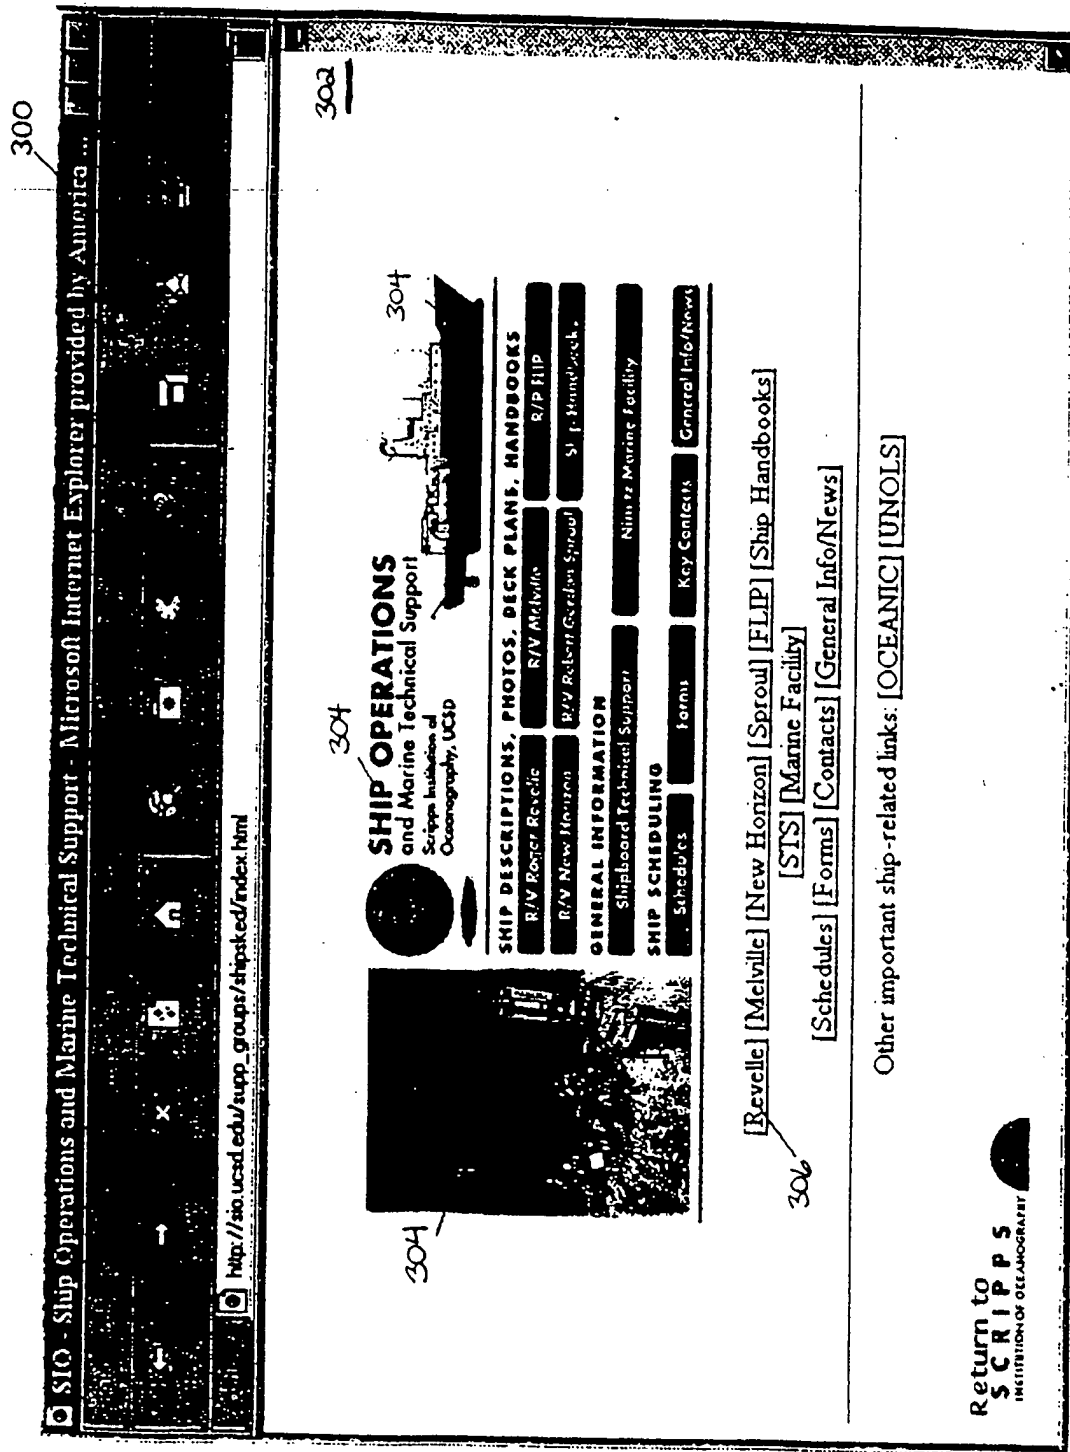 300
SIO - Ship Operations and Marine Technical Support - Microsoft Internet Explorer provided by America ...
http://sio.ucsd.edu/supp_groups/shipsked/index.html
302
304
304
304
SHIP OPERATIONS
and Marine Technical Support
Scripps Institution of
Oceanography, UCSD
SHIP DESCRIPTIONS, PHOTOS, DECK PLANS, HANDBOOKS
R/V Roger Revelle R/V Melville R/P FLIP
R/V New Horizon R/V Robert Gordon Sproul Ship Handbooks
GENERAL INFORMATION
Shipboard Technical Support Nimitz Marine Facility
SHIP SCHEDULING
Schedules Forms Key Contacts General Info/News
[Revelle] [Melville] [New Horizon] [Sproul] [FLIP] [Ship Handbooks]
306
[STS] [Marine Facility]
[Schedules] [Forms] [Contacts] [General Info/News]
Other important ship-related links: [OCEANIC] [UNOLS]
Return to
SCRIPPS
INSTITUTION OF OCEANOGRAPHY